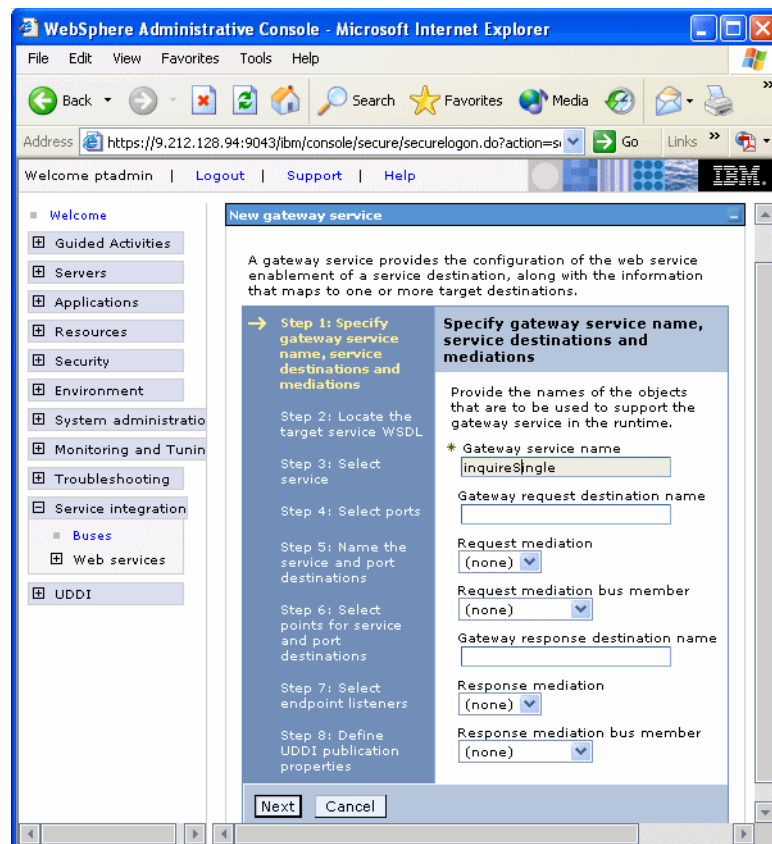 WebSphere Administrative Console - Microsoft Internet Explorer
File Edit View Favorites Tools Help
Back Search Favorites Media
Address https://9.212.128.94:9043/ibm/console/secure/securelogon.do?action=s Go Links
Welcome ptadmin | Logout | Support | Help IBM.
Welcome
Guided Activities
Servers
Applications
Resources
Security
Environment
System administratio
Monitoring and Tunin
Troubleshooting
Service integration
Buses
Web services
UDDI
New gateway service
A gateway service provides the configuration of the web service
enablement of a service destination, along with the information
that maps to one or more target destinations.
Step 1: Specify
gateway service
name, service
destinations and
mediations
Step 2: Locate the
target service WSDL
Step 3: Select
service
Step 4: Select ports
Step 5: Name the
service and port
destinations
Step 6: Select
points for service
and port
destinations
Step 7: Select
endpoint listeners
Step 8: Define
UDDI publication
properties
Specify gateway service name,
service destinations and
mediations
Provide the names of the objects
that are to be used to support the
gateway service in the runtime.
* Gateway service name
inquireSingle
Gateway request destination name
Request mediation
(none)
Request mediation bus member
(none)
Gateway response destination name
Response mediation
(none)
Response mediation bus member
(none)
Next Cancel